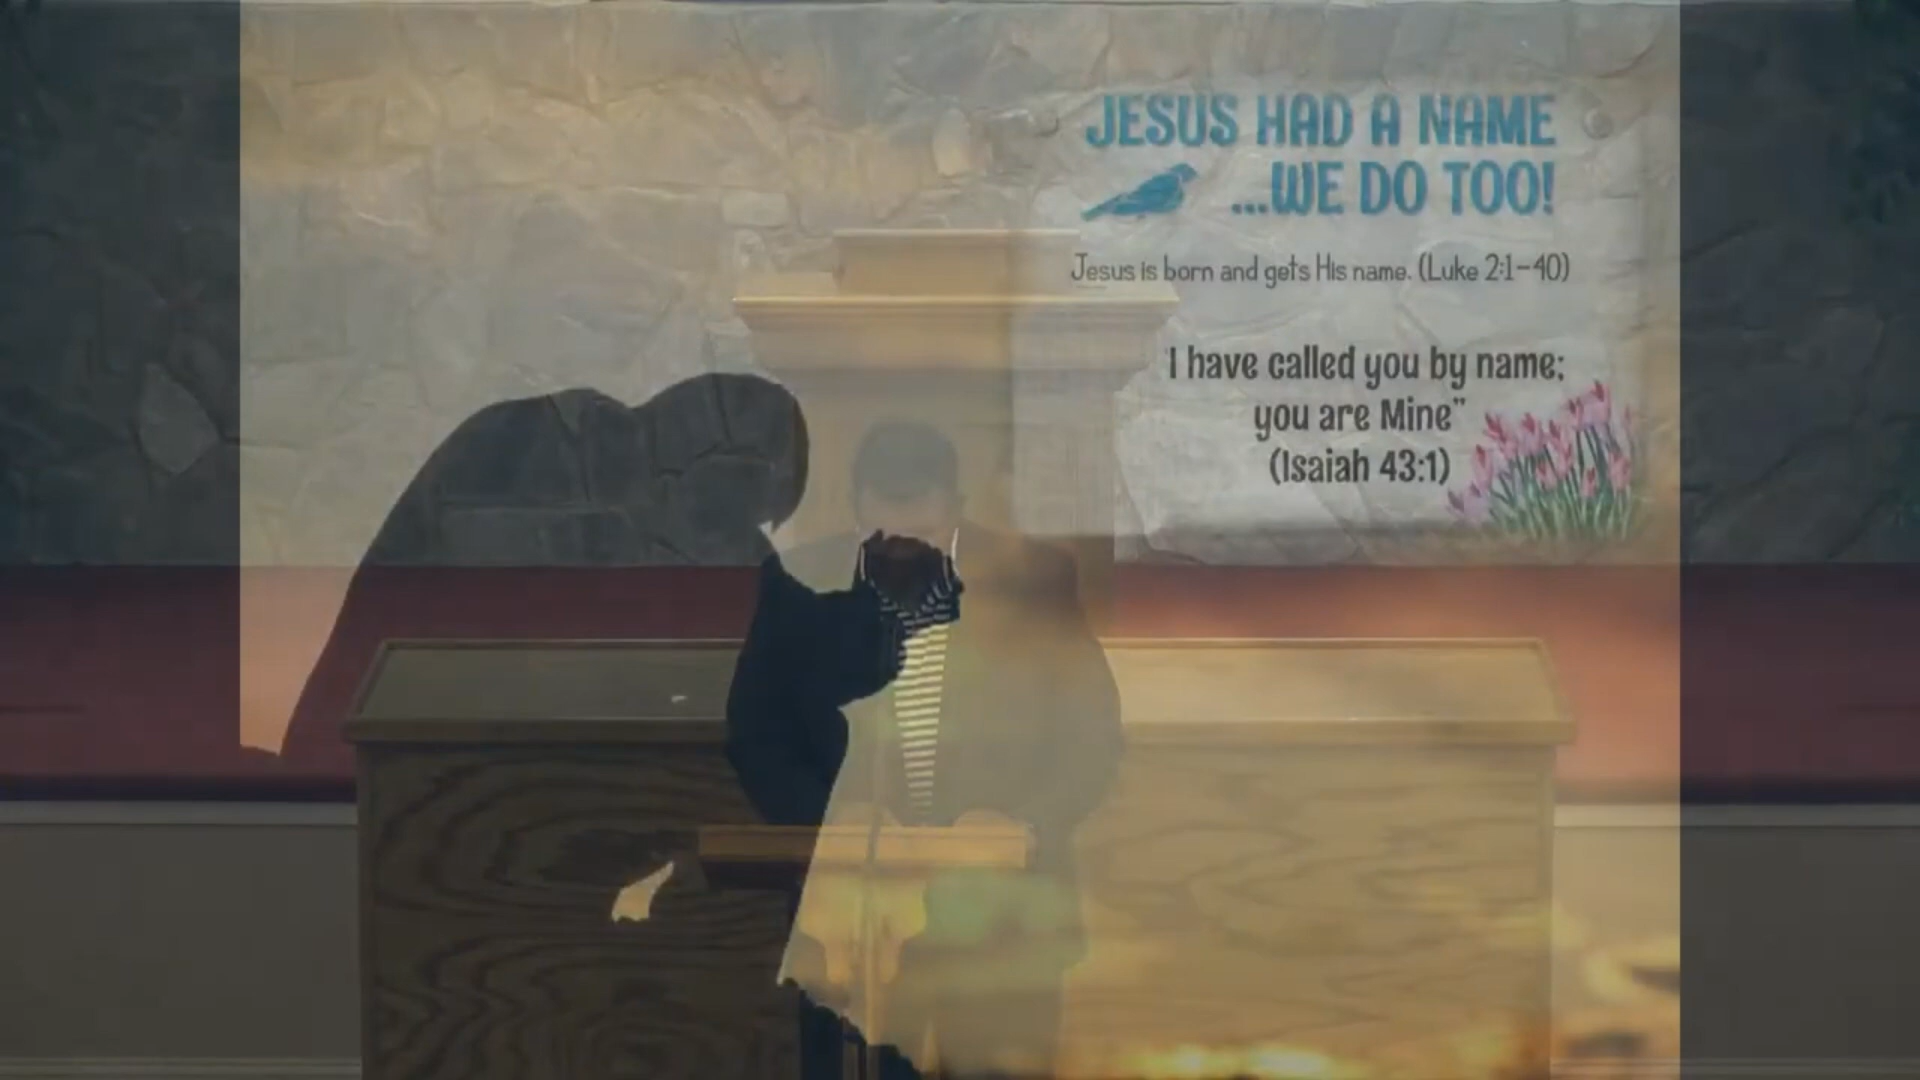 JESUS HAD A NAME
...WE DO TOO!
Jesus is born and gets His name. (Luke 2:1-40)
I have called you by name;
you are Mine"
(Isaiah 43:1)